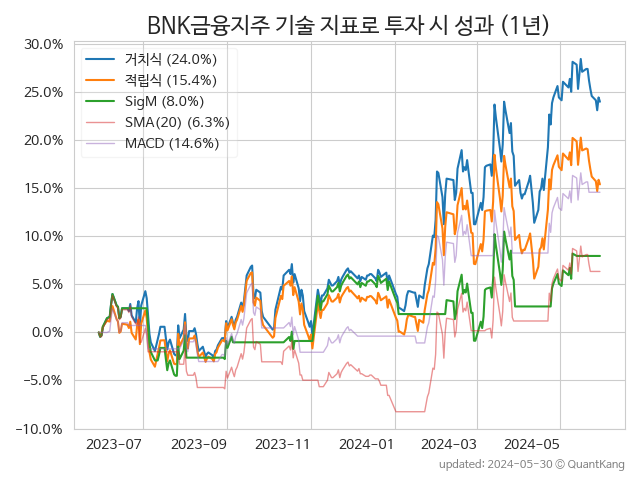 BNK금융지주 기술 지표로 투자 시 성과 (1년)
30.0%
25.0%
20.0%
15.0%
10.0%
5.0%
0.0%
−5.0%
−10.0%
거치식 (24.0%)
적립식 (15.4%)
SigM (8.0%)
SMA(20) (6.3%)
MACD (14.6%)
2023-07 2023-09 2023-11 2024-01 2024-03 2024-05
updated: 2024-05-30 © QuantKang